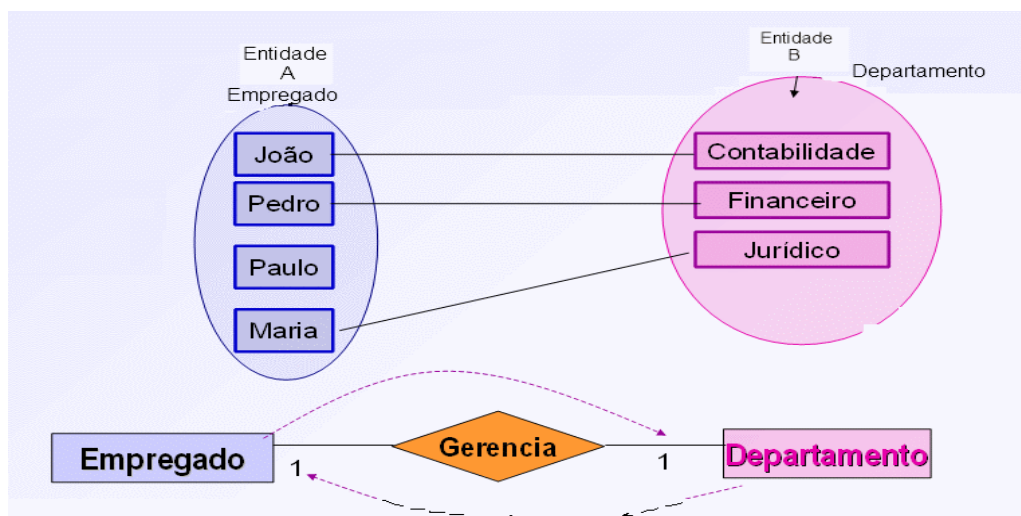 Entidade
A
Empregado
Entidade
B
Departamento
João
Contabilidade
Pedro
Financeiro
Paulo
Jurídico
Maria
Empregado
1
Gerencia
1
Departamento